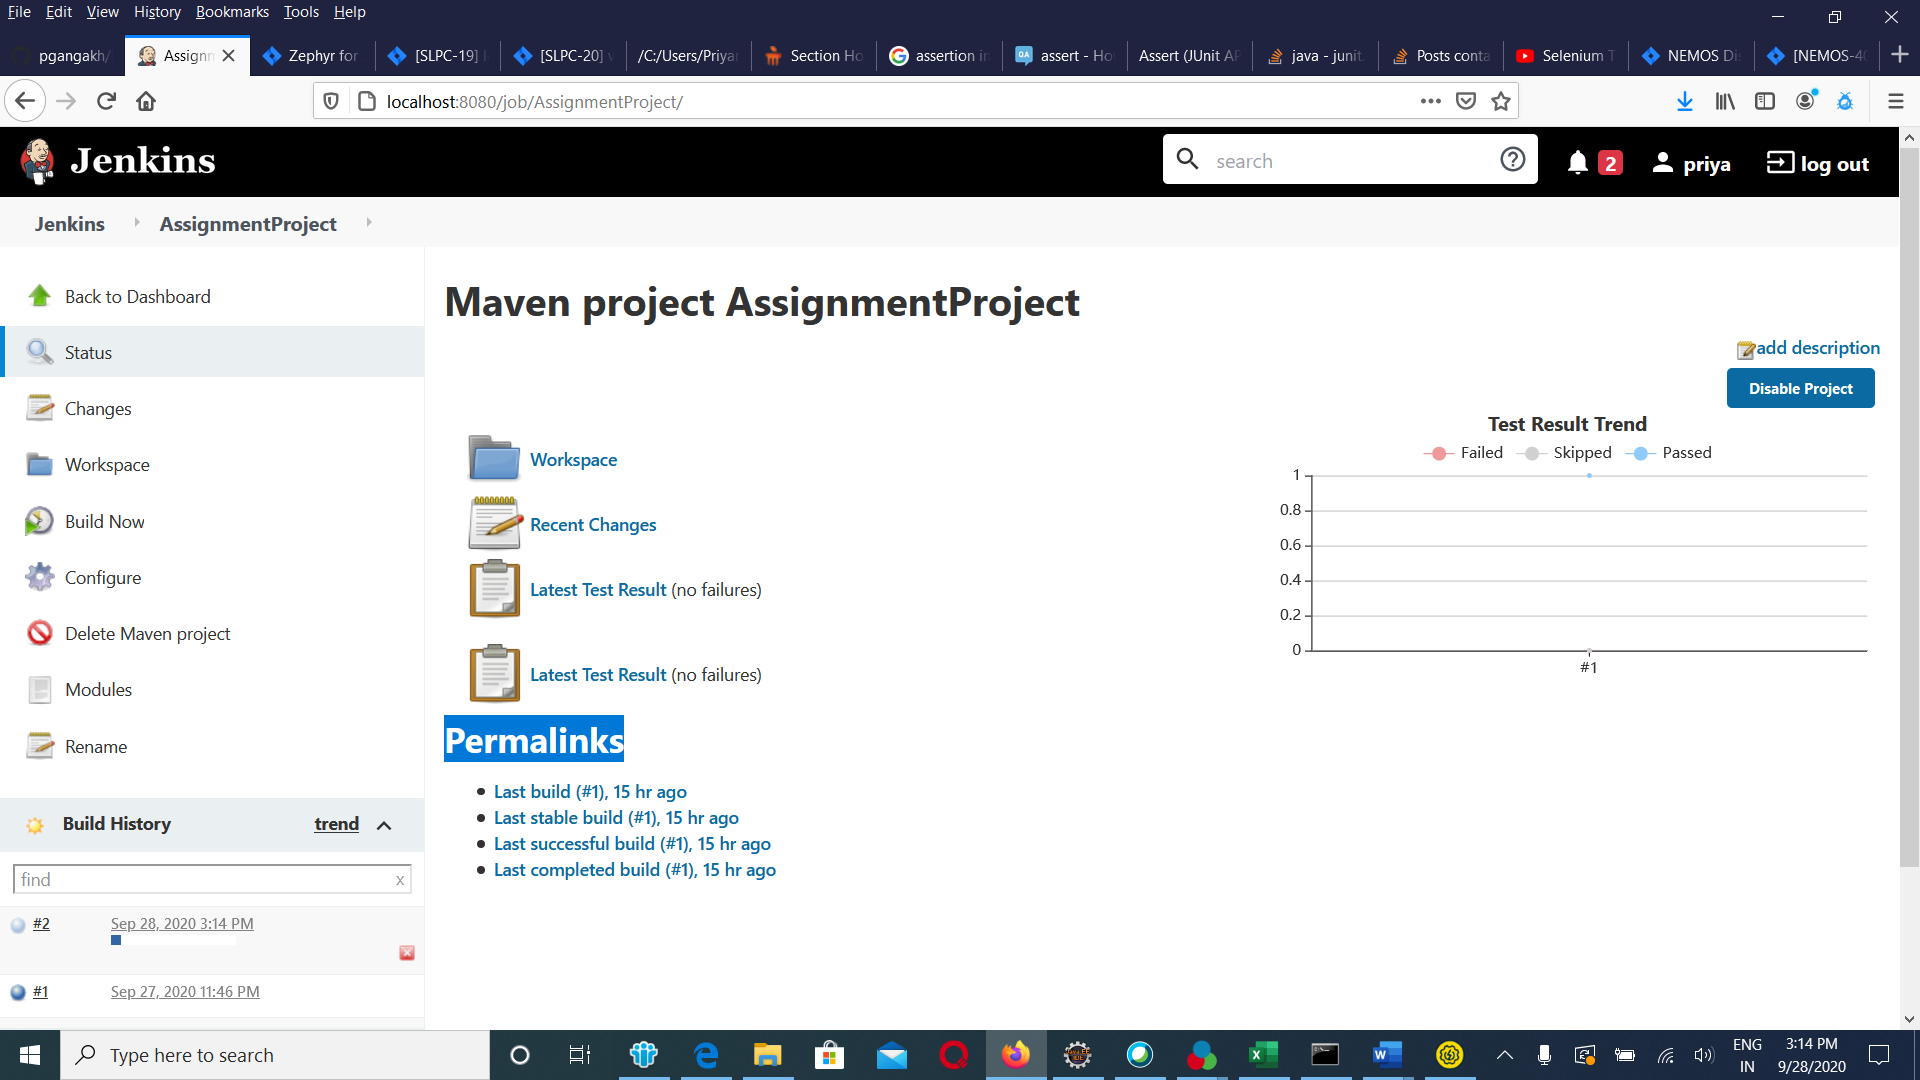 File Edit View History Bookmarks Tools Help
pgangakh/ Assignm Zephyr for [SLPC-19] [SLPC-20] /C:/Users/Priyar Section Ho assertion in assert - Ho Assert (JUnit AP java - junit. Posts conta Selenium T NEMOS Di [NEMOS-40
localhost:8080/job/AssignmentProject/
Jenkins
search
2
priya
log out
Jenkins AssignmentProject
Back to Dashboard
Status
Changes
Workspace
Build Now
Configure
Delete Maven project
Modules
Rename
Build History trend
find x
#2 Sep 28, 2020 3:14 PM
#1 Sep 27, 2020 11:46 PM
Maven project AssignmentProject
add description
Disable Project
Workspace
Recent Changes
Latest Test Result (no failures)
Latest Test Result (no failures)
Test Result Trend
Failed Skipped Passed
1
0.8
0.6
0.4
0.2
0
#1
Permalinks
Last build (#1), 15 hr ago
Last stable build (#1), 15 hr ago
Last successful build (#1), 15 hr ago
Last completed build (#1), 15 hr ago
Type here to search
ENG
IN
3:14 PM
9/28/2020